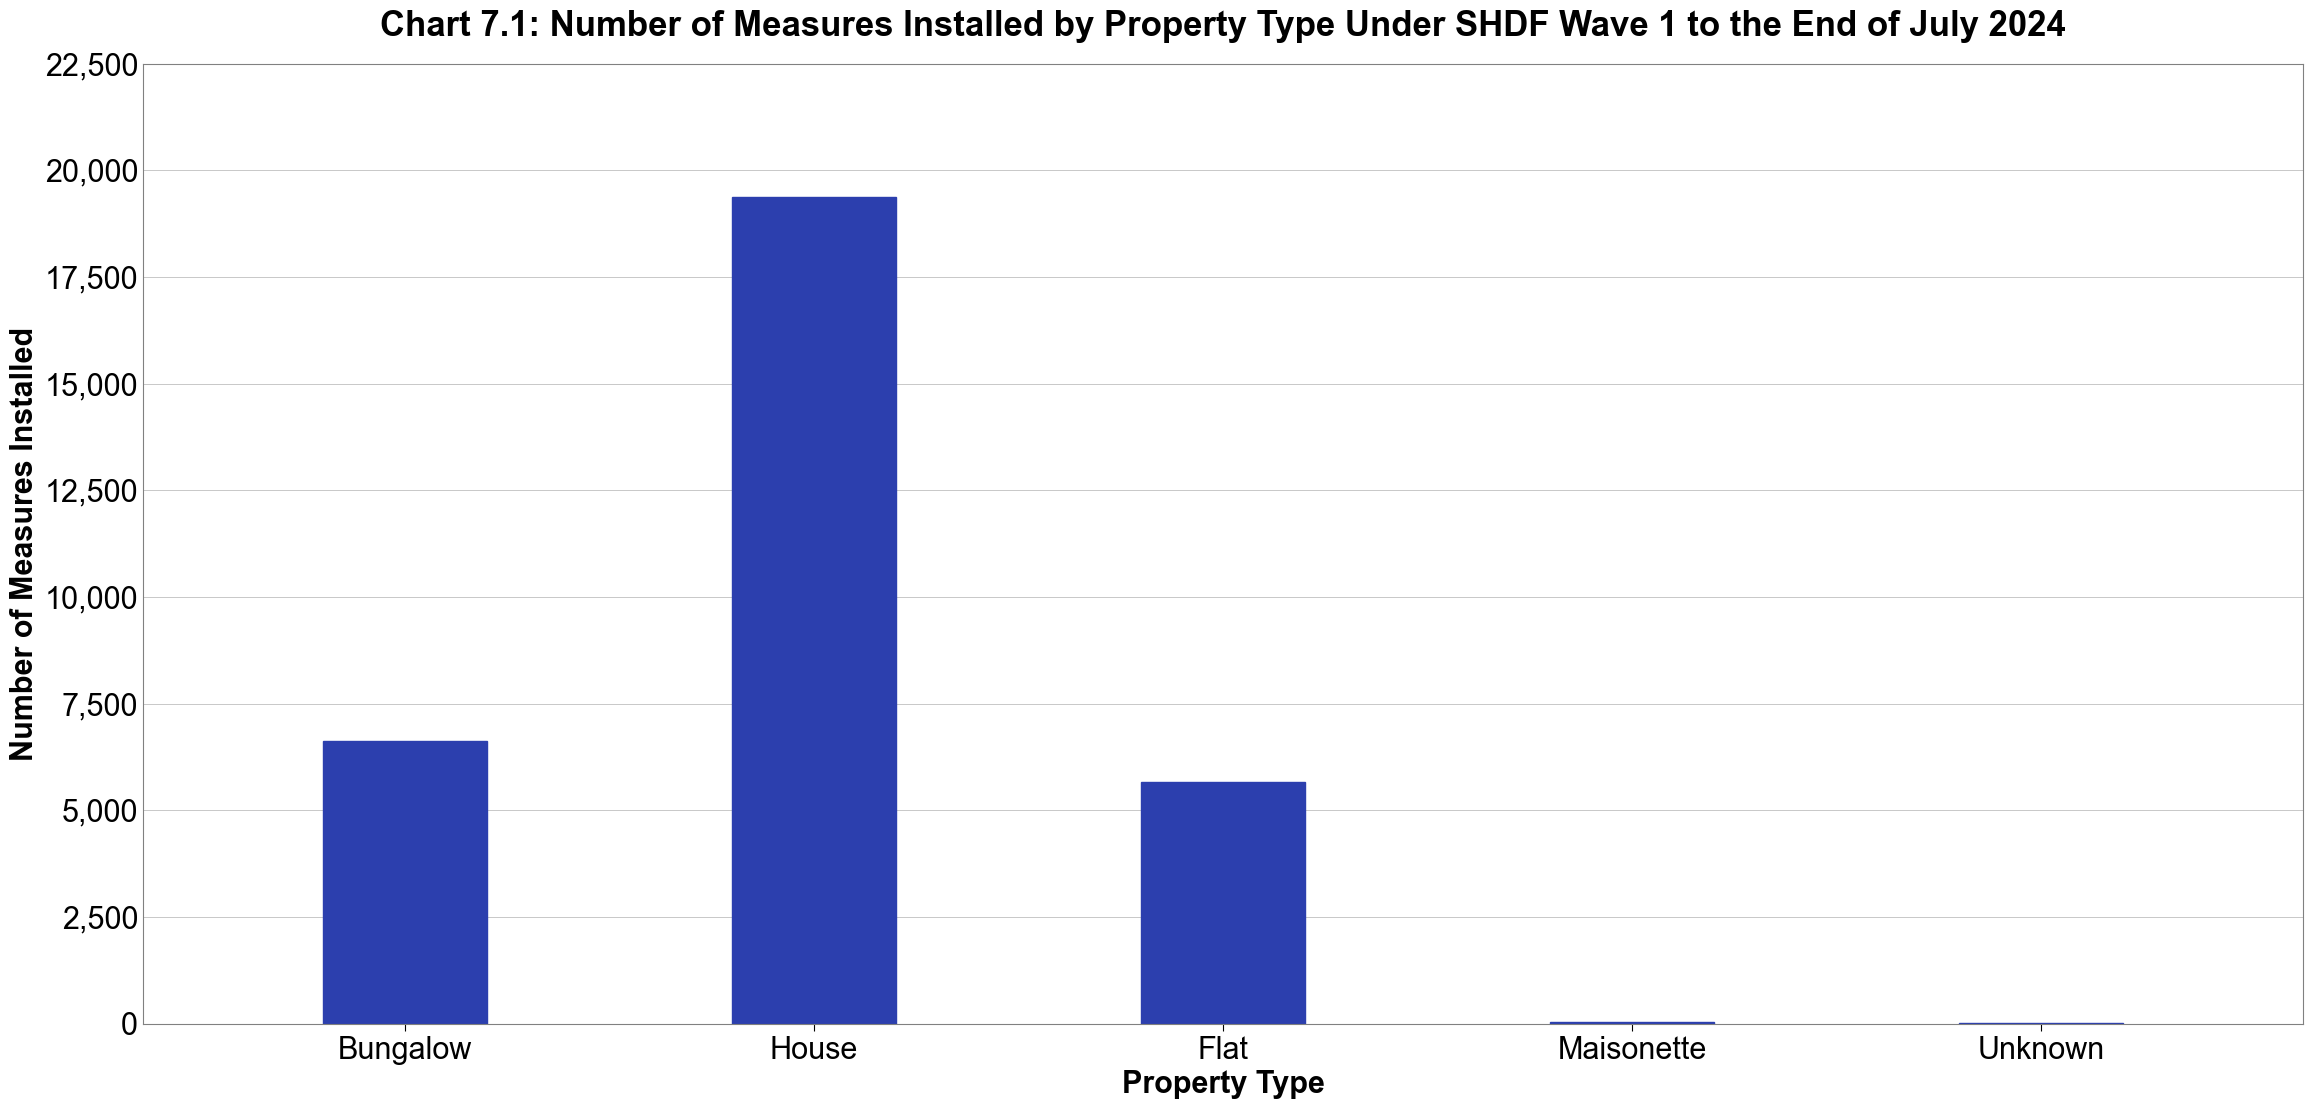 Chart 7.1: Number of Measures Installed by Property Type Under SHDF Wave 1 to the End of July 2024
Number of Measures Installed
22,500
20,000
17,500
15,000
12,500
10,000
7,500
5,000
2,500
0
Bungalow House Flat Maisonette Unknown
Property Type